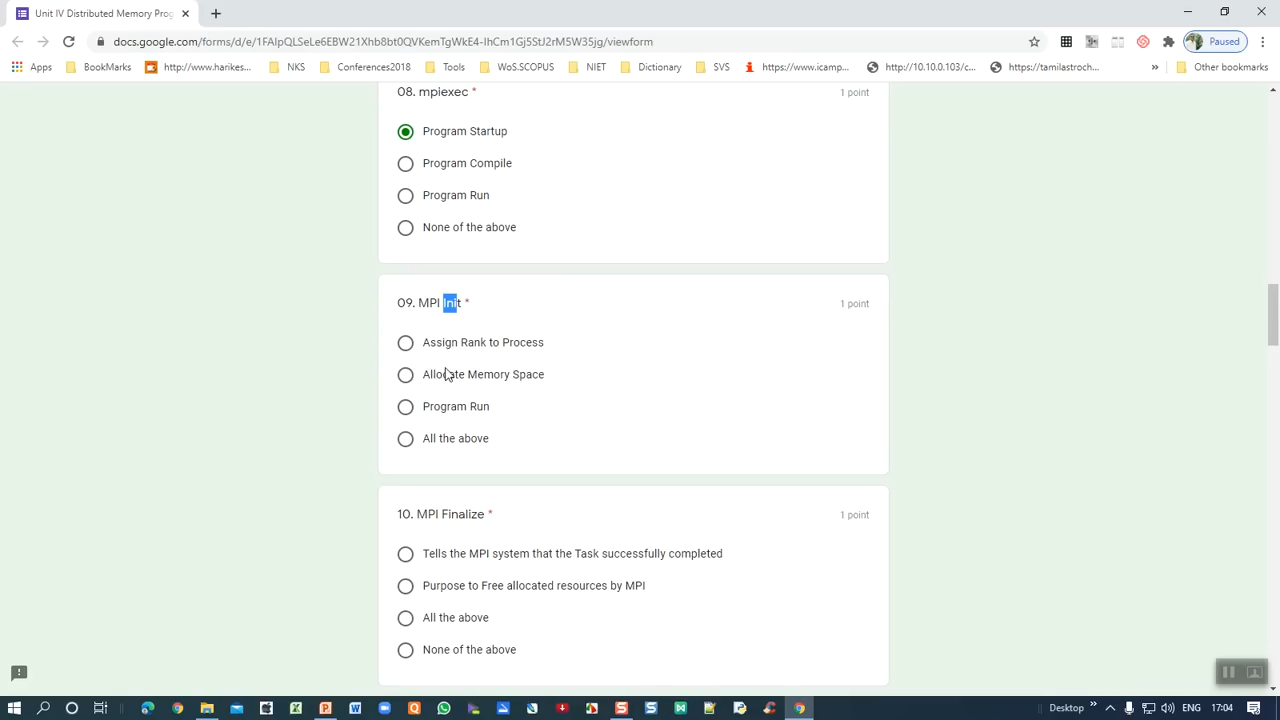 Unit IV Distributed Memory Prog
docs.google.com/forms/d/e/1FAIpQLSeLe6EBW21Xhb8bt0QVKemTgWkE4-IhCm1Gj5StJ2rM5W35jg/viewform
Paused
Apps BookMarks http://www.harikes... NKS Conferences2018 Tools WoS.SCOPUS NIET Dictionary SVS https://www.icamp... http://10.10.0.103/c... https://tamilastroch... » Other bookmarks
08. mpiexec * 1 point
Program Startup
Program Compile
Program Run
None of the above
09. MPI Init * 1 point
Assign Rank to Process
Allocate Memory Space
Program Run
All the above
10. MPI Finalize * 1 point
Tells the MPI system that the Task successfully completed
Purpose to Free allocated resources by MPI
All the above
None of the above
Desktop » ENG 17:04